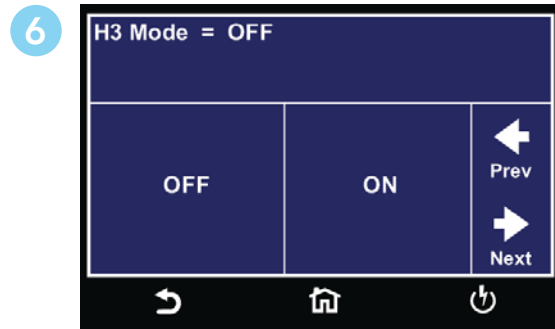 6
H3 Mode = OFF
OFF
ON
Prev
Next